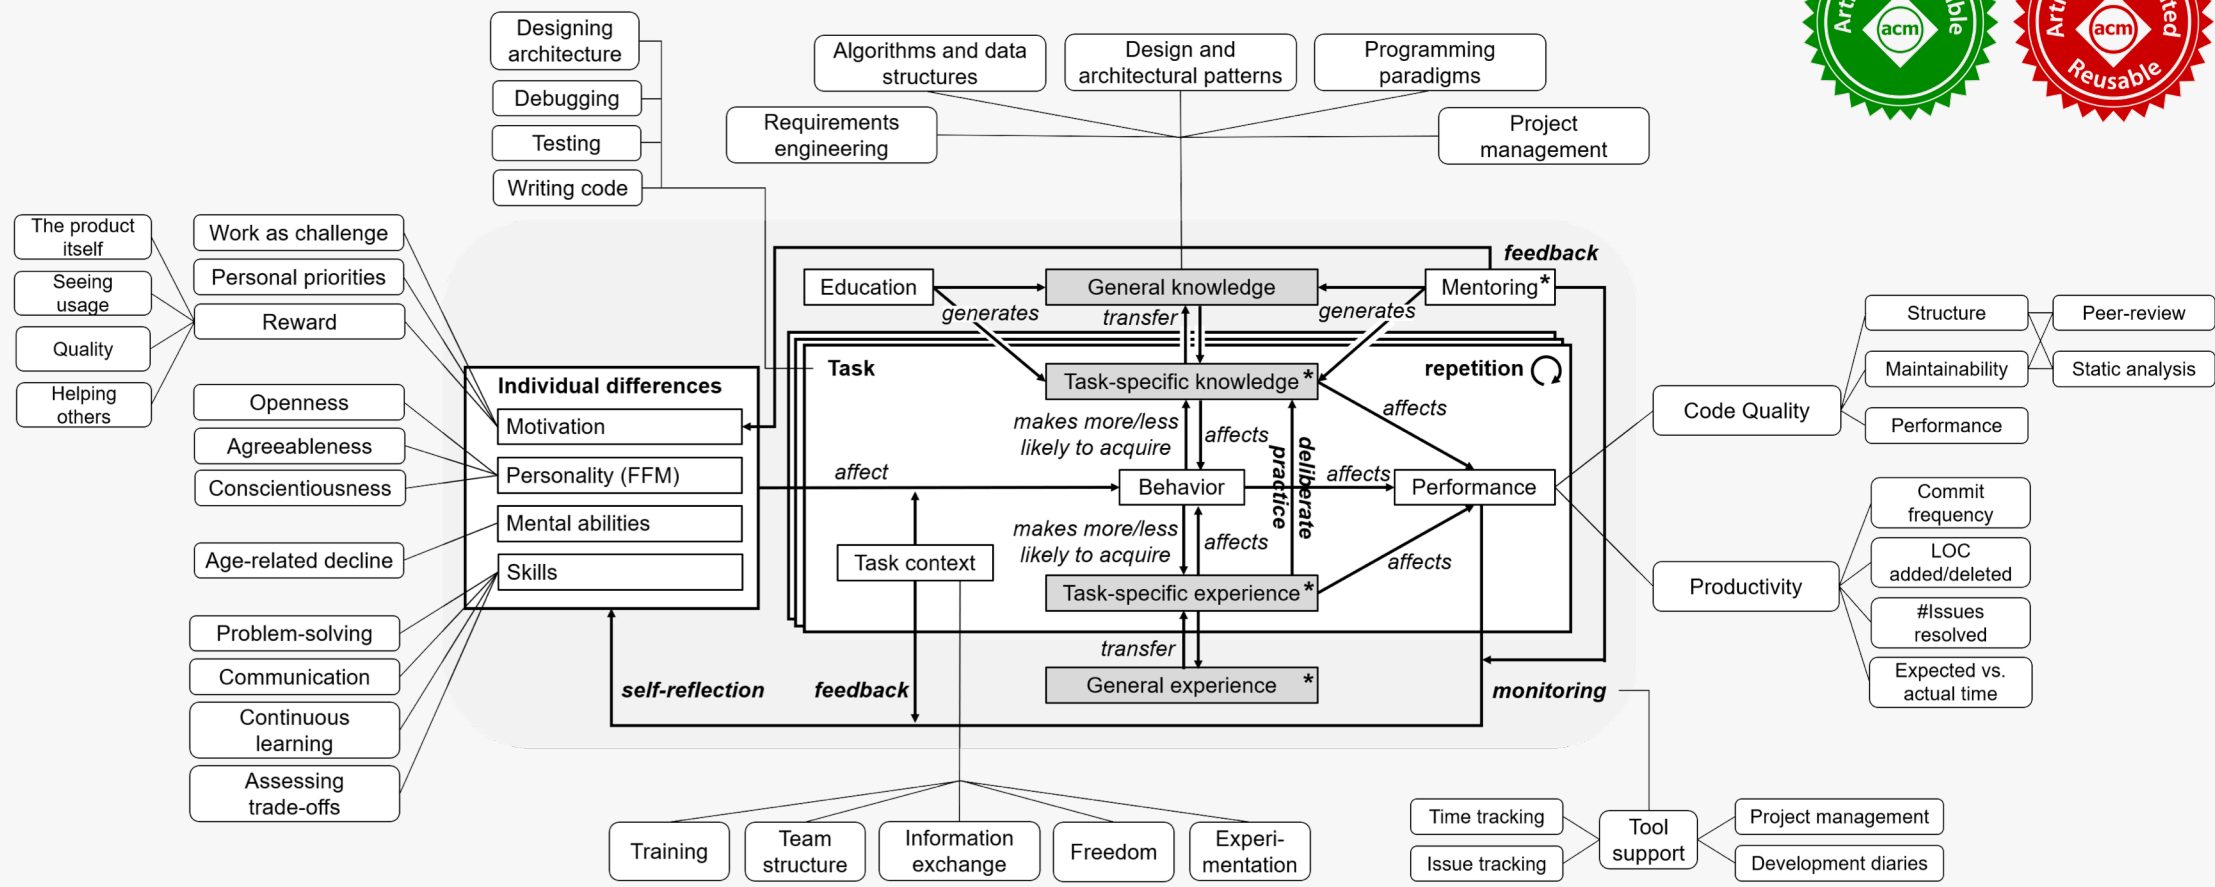 Designing
architecture
Debugging
Testing
Writing code
Algorithms and data
structures
Design and
architectural patterns
Programming
paradigms
Requirements
engineering
Project
management
acm
acm
Reusable
The product
itself
Seeing
usage
Quality
Helping
others
Work as challenge
Personal priorities
Reward
Openness
Agreeableness
Conscientiousness
Age-related decline
Problem-solving
Communication
Continuous
learning
Assessing
trade-offs
Individual differences
Motivation
Personality (FFM)
Mental abilities
Skills
feedback
Education
General knowledge
Mentoring*
generates
transfer
generates
Task
Task-specific knowledge*
repetition
makes more/less
likely to acquire
affects
affects
deliberate
practice
affect
Behavior
affects
Performance
makes more/less
likely to acquire
affects
Task context
affects
Task-specific experience*
transfer
General experience *
self-reflection
feedback
monitoring
Training
Team
structure
Information
exchange
Freedom
Experi-
mentation
Code Quality
Structure
Maintainability
Performance
Peer-review
Static analysis
Productivity
Commit
frequency
LOC
added/deleted
#Issues
resolved
Expected vs.
actual time
Time tracking
Issue tracking
Tool
support
Project management
Development diaries